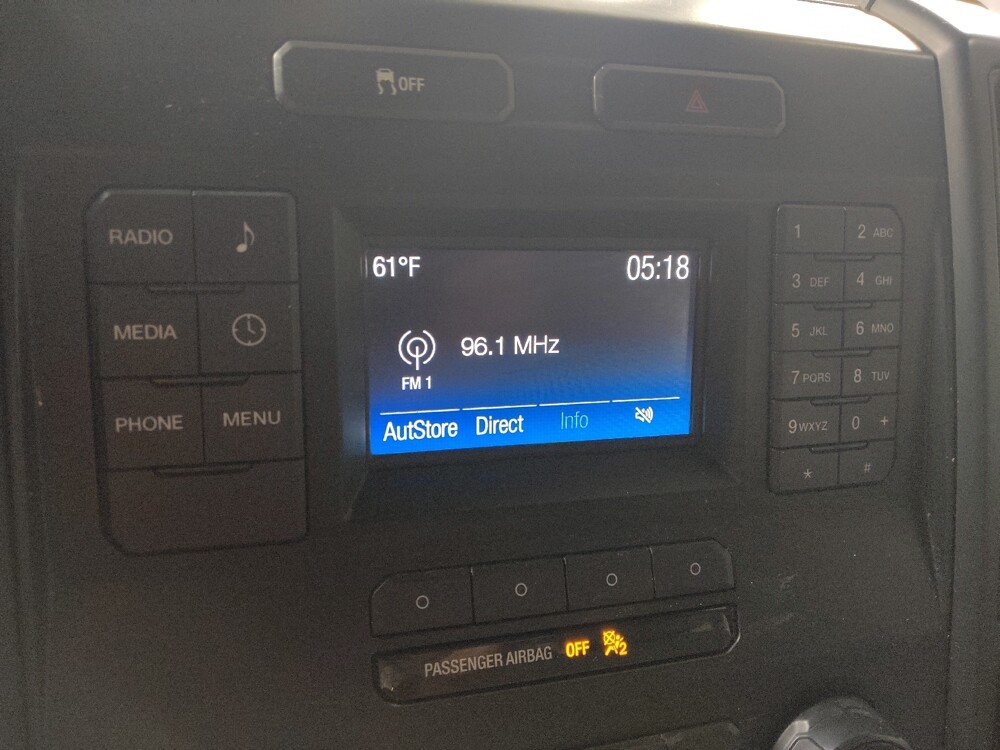 OFF
RADIO
MEDIA
PHONE MENU
61°F 05:18
96.1 MHz
FM 1
AutStore Direct Info
1 2 ABC
3 DEF 4 GHI
5 JKL 6 MNO
7 PQRS 8 TUV
9 WXYZ 0 +
* #
PASSENGER AIRBAG OFF 2